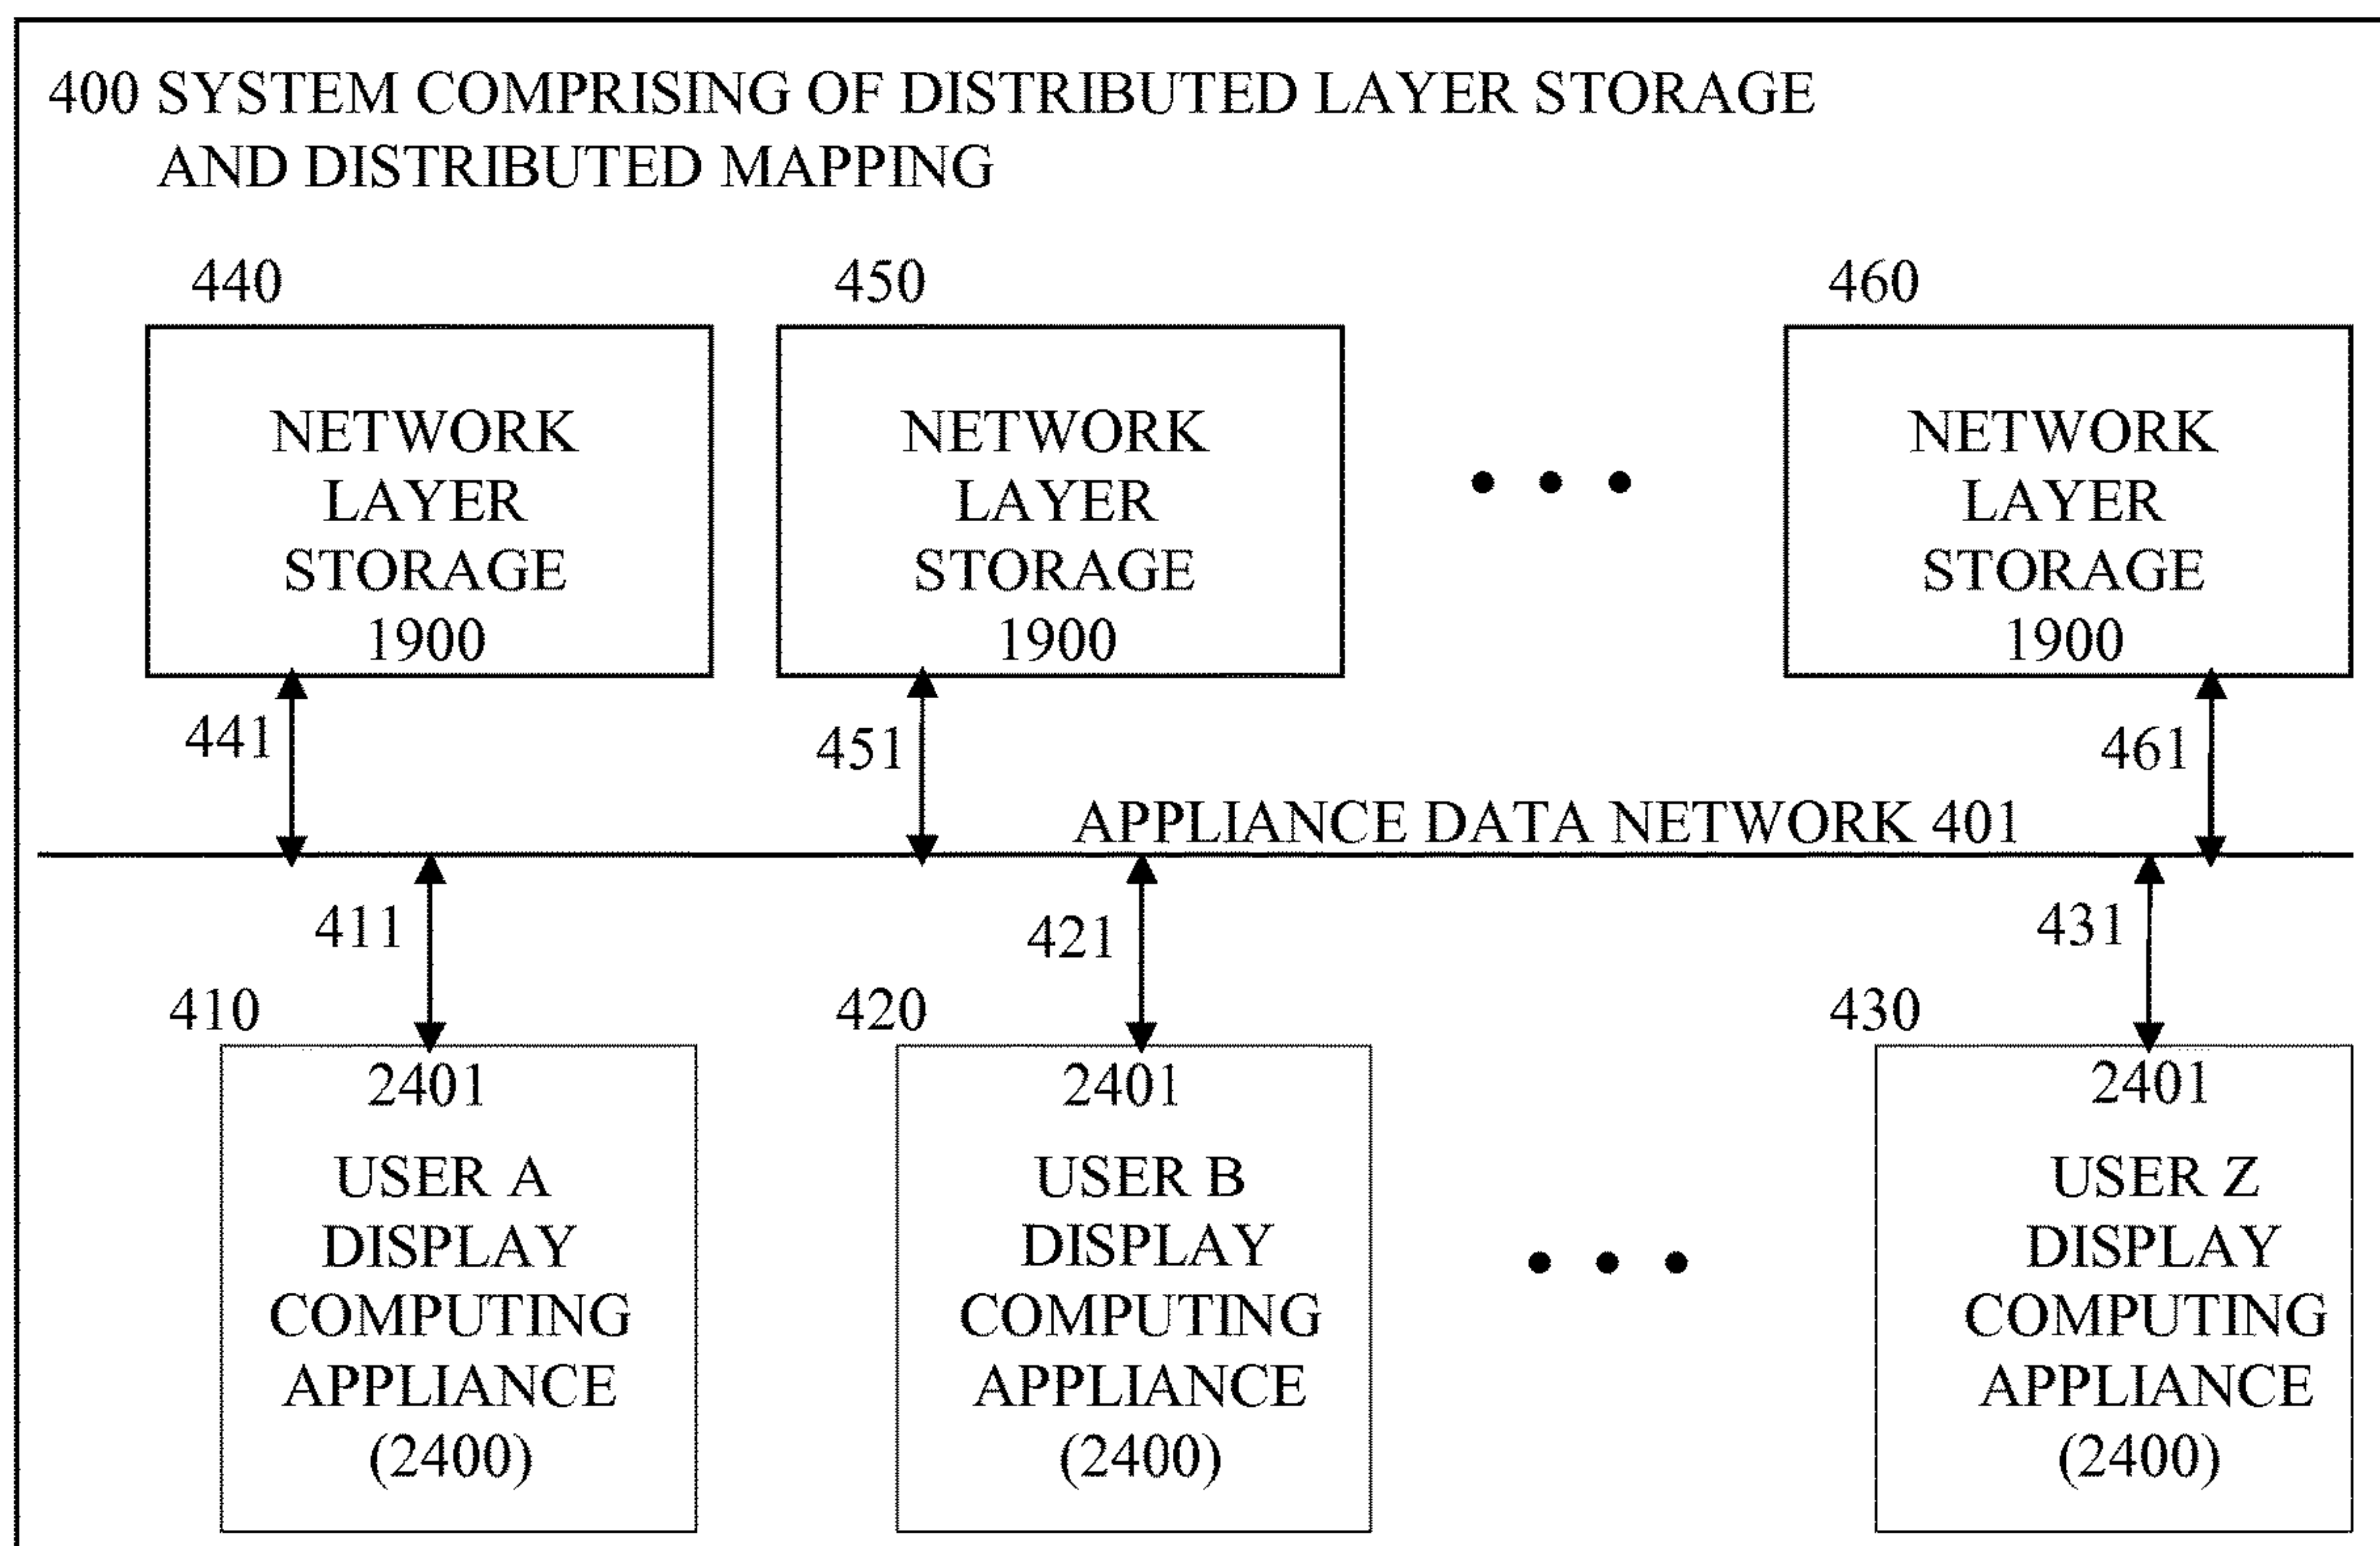 400 SYSTEM COMPRISING OF DISTRIBUTED LAYER STORAGE
AND DISTRIBUTED MAPPING
440
450
460
NETWORK
LAYER
STORAGE
1900
NETWORK
LAYER
STORAGE
1900
NETWORK
LAYER
STORAGE
1900
441
451
461
APPLIANCE DATA NETWORK 401
411
421
431
410
420
430
2401
USER A
DISPLAY
COMPUTING
APPLIANCE
(2400)
2401
USER B
DISPLAY
COMPUTING
APPLIANCE
(2400)
2401
USER Z
DISPLAY
COMPUTING
APPLIANCE
(2400)